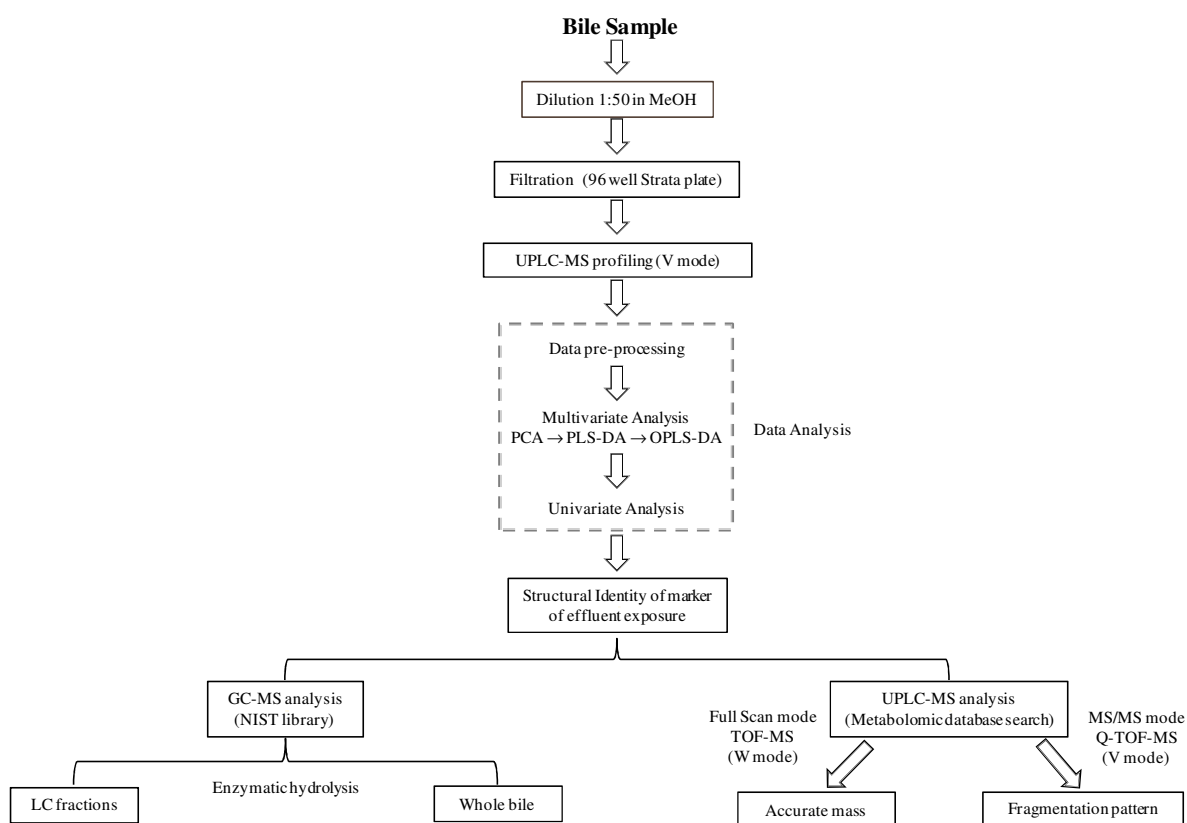 Bile Sample
Dilution 1:50 in MeOH
Filtration (96 well Strata plate)
UPLC-MS profiling (V mode)
Data pre-processing
Multivariate Analysis
PCA → PLS-DA → OPLS-DA
Data Analysis
Univariate Analysis
Structural Identity of marker
of effluent exposure
GC-MS analysis
(NIST library)
Enzymatic hydrolysis
LC fractions
Whole bile
UPLC-MS analysis
(Metabolomic database search)
Full Scan mode
TOF-MS
(W mode)
MS/MS mode
Q-TOF-MS
(V mode)
Accurate mass
Fragmentation pattern